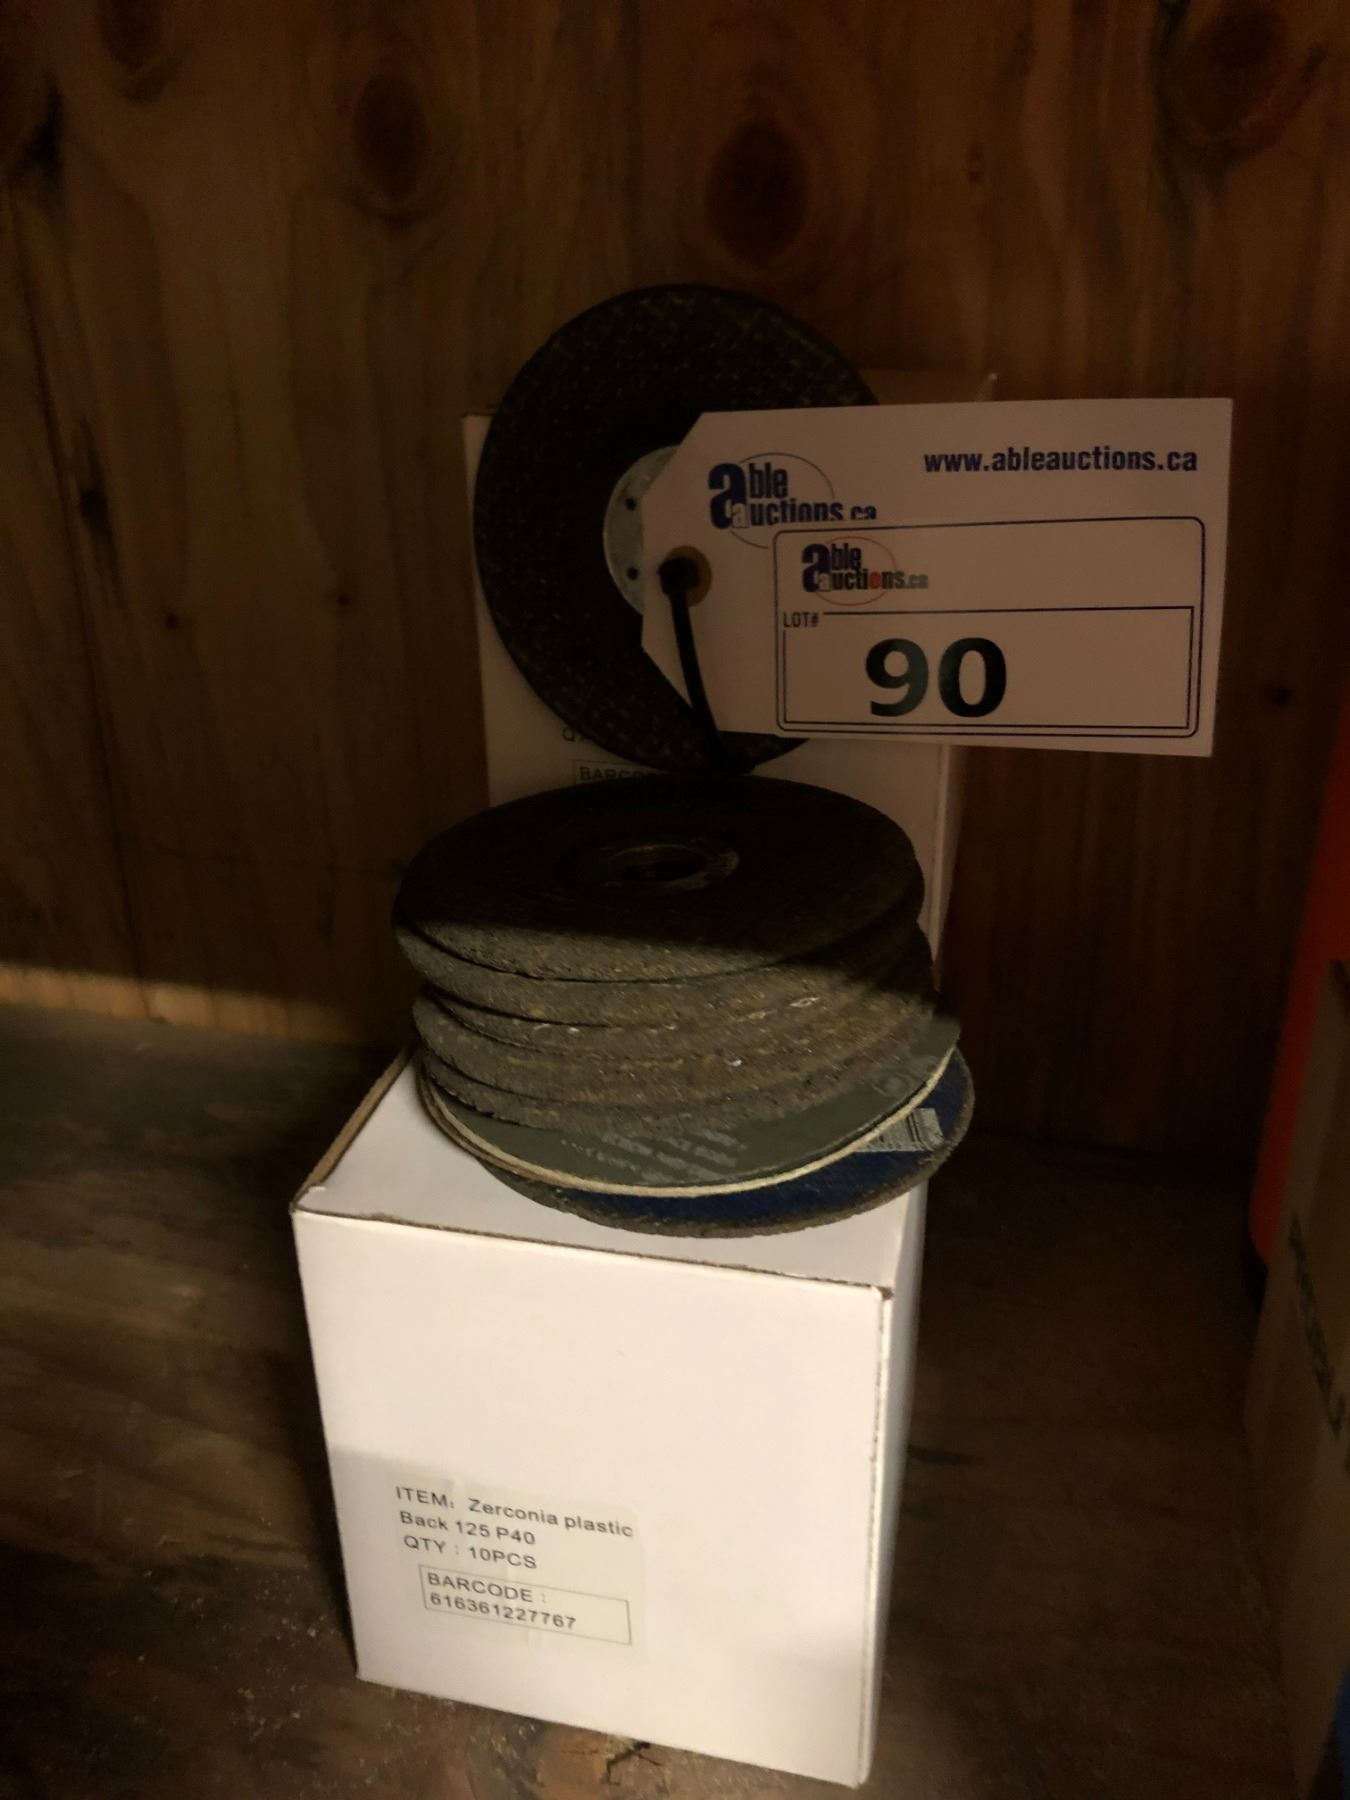 www.ableauctions.ca
able
auctions.ca
able
auctions.ca
LOT#
90
ITEM: Zerconia plastic
Back 125 P40
QTY : 10PCS
BARCODE :
616361227767